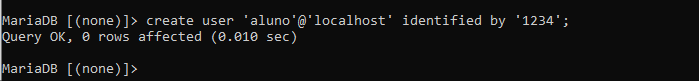 MariaDB [(none)]> create user 'aluno'@'localhost' identified by '1234';
Query OK, 0 rows affected (0.010 sec)
MariaDB [(none)]>